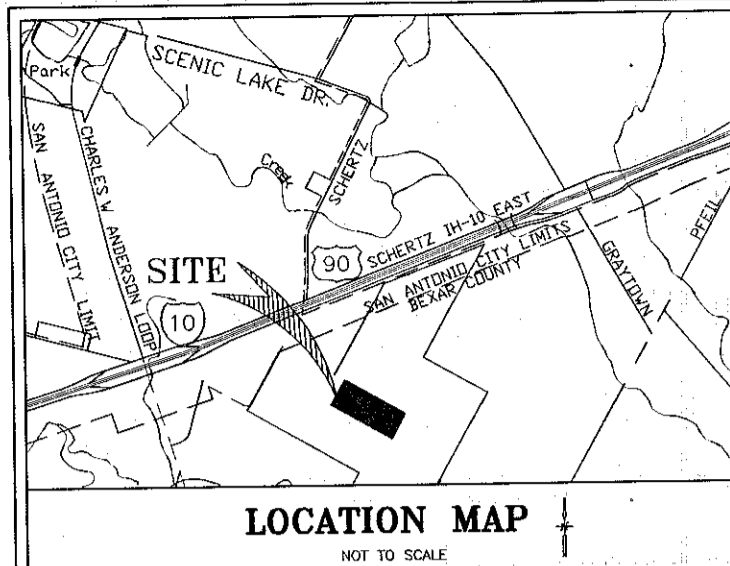 Park
SCENIC LAKE DR.
SAN ANTONIO CITY LIMIT
CHARLES W ANDERSON LOOP
Creek
SCHERTZ
90
SCHERTZ IH-10 EAST
SAN ANTONIO CITY LIMITS
BEXAR COUNTY
GRAYTOWN
PFEIL
SITE
10
LOCATION MAP
NOT TO SCALE